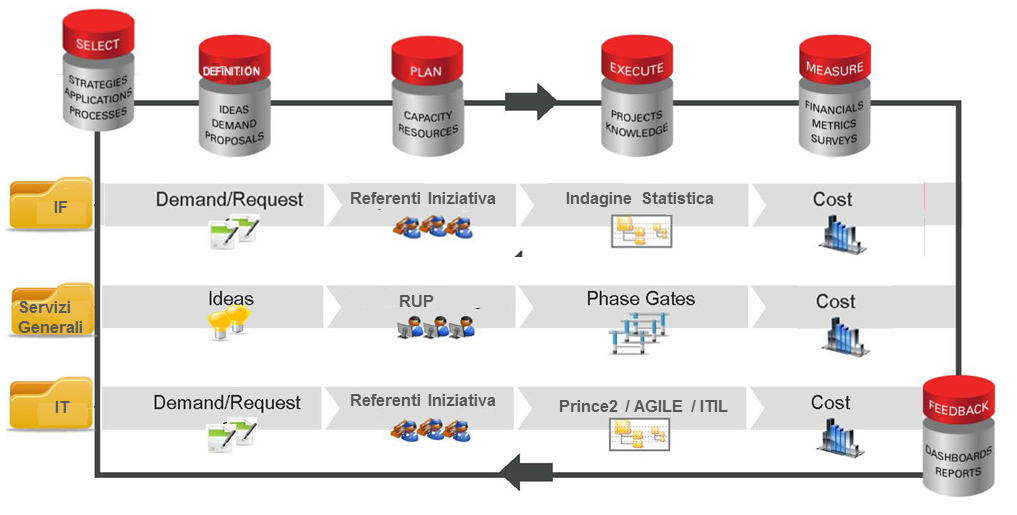 SELECT
STRATEGIES
APPLICATIONS
PROCESSES
DEFINITION
IDEAS
DEMAND
PROPOSALS
PLAN
CAPACITY
RESOURCES
EXECUTE
PROJECTS
KNOWLEDGE
MEASURE
FINANCIALS
METRICS
SURVEYS
IF
Demand/Request
Referenti Iniziativa
Indagine Statistica
Cost
Servizi
Generali
Ideas
RUP
Phase Gates
Cost
IT
Demand/Request
Referenti Iniziativa
Prince2 / AGILE / ITIL
Cost
FEEDBACK
DASHBOARDS
REPORTS